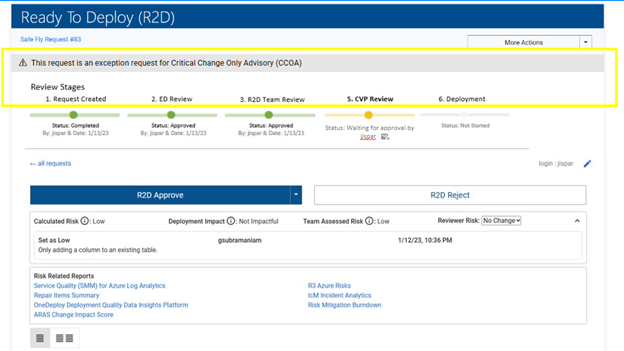 Ready To Deploy (R2D)
Safe Fly Request #83
More Actions
This request is an exception request for Critical Change Only Advisory (CCOA)
Review Stages
1. Request Created 2. ED Review 3. R2D Team Review 5. CVP Review 6. Deployment
Status: Completed Status: Approved Status: Approved Status: Waiting for approval by Status: Not Started
By: jispar & Date: 1/13/23 By: jispar & Date: 1/13/23 By: jispar & Date: 1/13/23 jispar
← all requests login : jispar
R2D Approve R2D Reject
Calculated Risk : Low Deployment Impact : Not Impactful Team Assessed Risk : Low Reviewer Risk: No Change
Set as Low gsubramaniam 1/12/23, 10:36 PM
Only adding a column to an existing table.
Risk Related Reports
Service Quality (SMM) for Azure Log Analytics R3 Azure Risks
Repair Items Summary IcM Incident Analytics
OneDeploy Deployment Quality Data Insights Platform Risk Mitigation Burndown
ARAS Change Impact Score